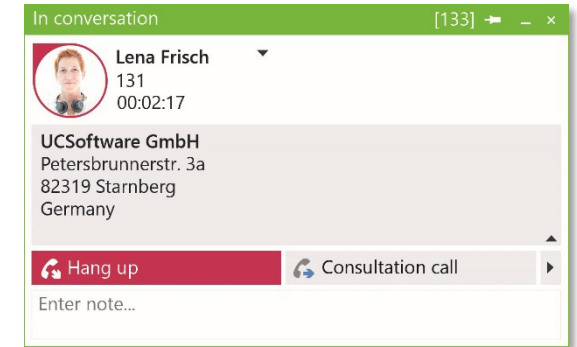 In conversation [133]
Lena Frisch
131
00:02:17
UCSoftware GmbH
Petersbrunnerstr. 3a
82319 Starnberg
Germany
Hang up Consultation call
Enter note...